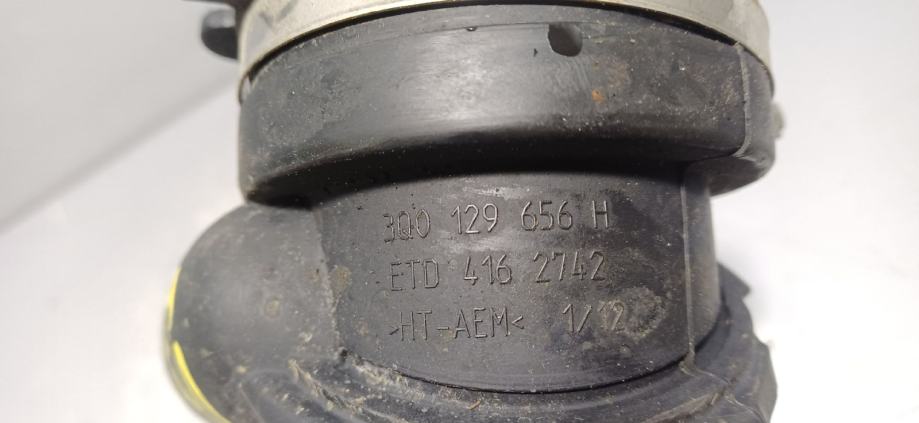 3Q0 129 656 H
ETD 416 2742
>HT-AEM< 1/12